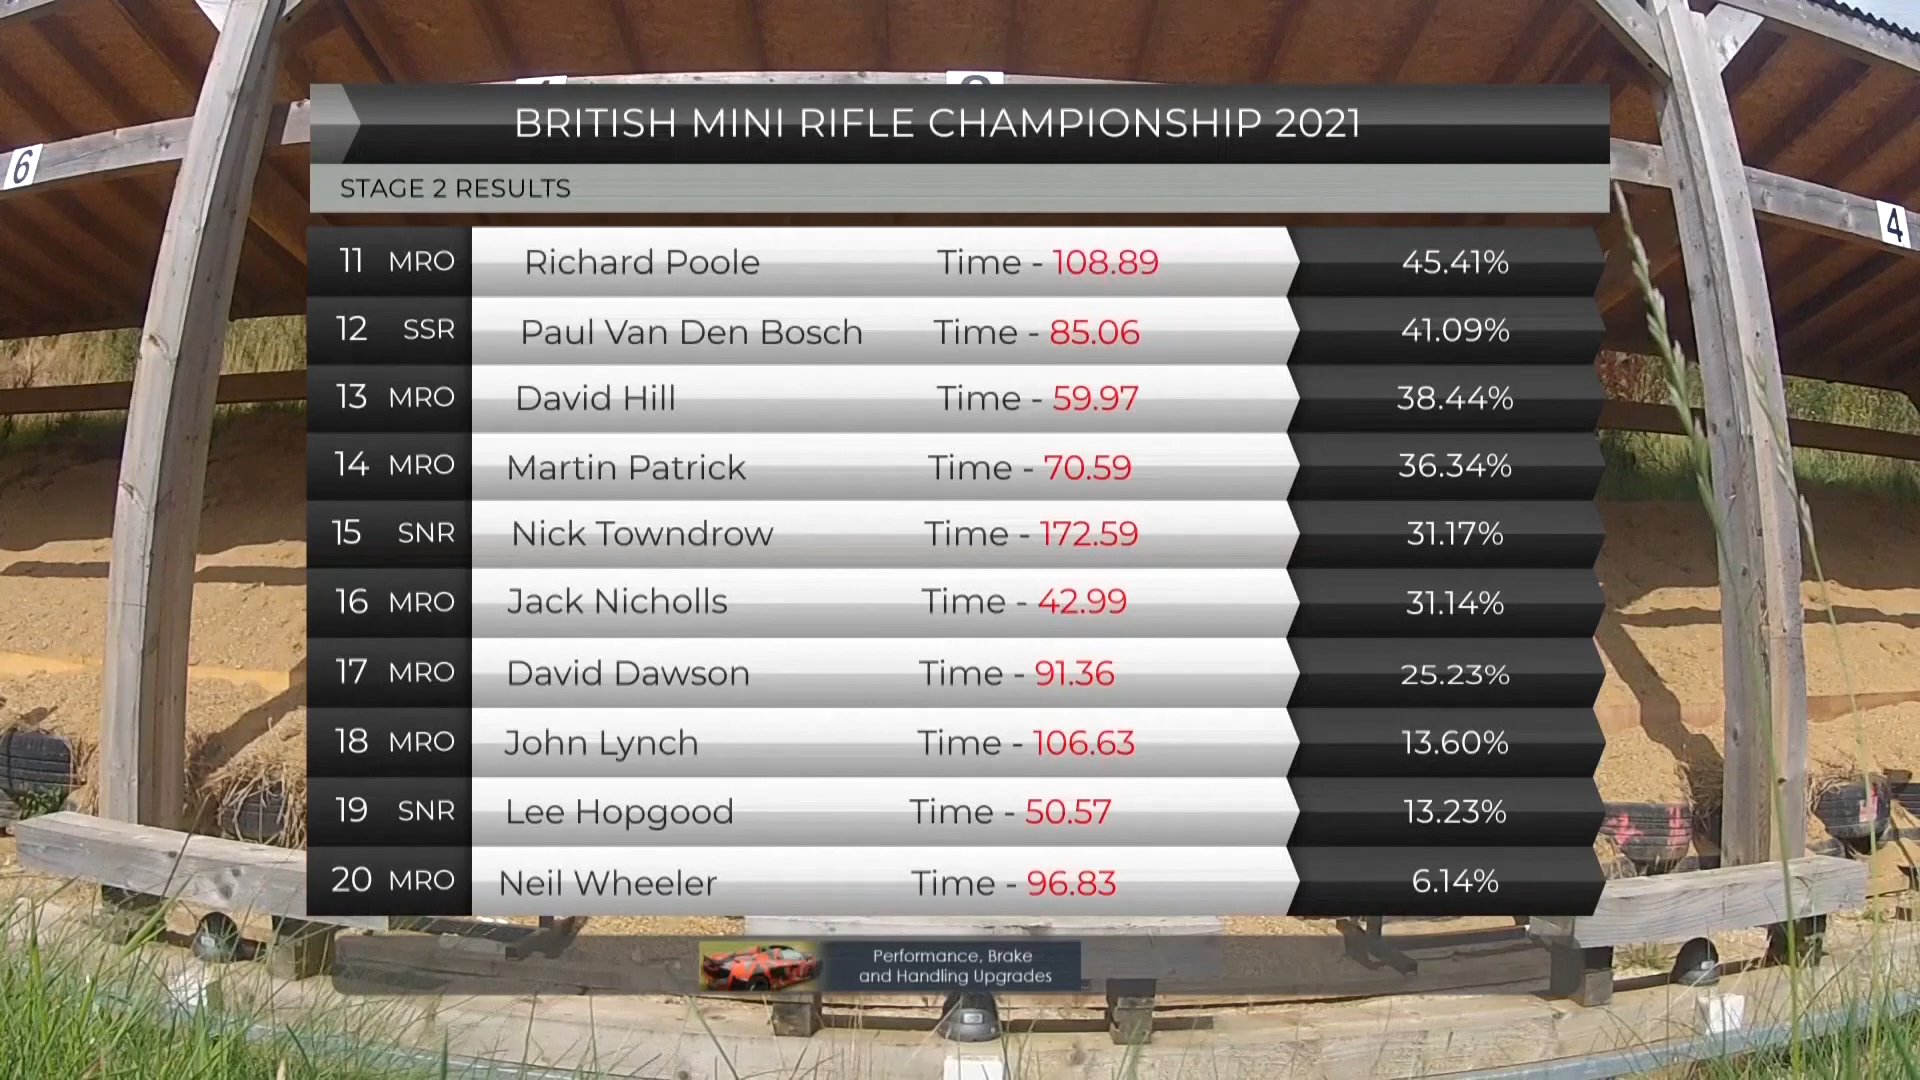 BRITISH MINI RIFLE CHAMPIONSHIP 2021
STAGE 2 RESULTS
11 MRO Richard Poole Time - 108.89 45.41%
12 SSR Paul Van Den Bosch Time - 85.06 41.09%
13 MRO David Hill Time - 59.97 38.44%
14 MRO Martin Patrick Time - 70.59 36.34%
15 SNR Nick Towndrow Time - 172.59 31.17%
16 MRO Jack Nicholls Time - 42.99 31.14%
17 MRO David Dawson Time - 91.36 25.23%
18 MRO John Lynch Time - 106.63 13.60%
19 SNR Lee Hopgood Time - 50.57 13.23%
20 MRO Neil Wheeler Time - 96.83 6.14%
Performance, Brake
and Handling Upgrades
6
4